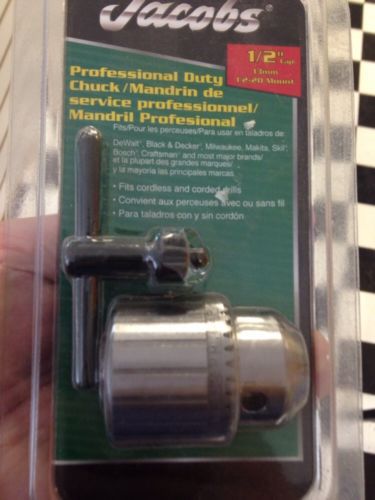 Jacobs
1/2" Cap.
13mm
1/2-20 Mount
Professional Duty
Chuck/Mandrin de
service professionnel/
Mandril Profesional
Fits/Pour les perceuses/Para usar en taladros de
DeWalt, Black & Decker, Milwaukee, Makita, Skil,
Bosch, Craftsman and most major brands/
et la plupart des grandes marques/
y la mayoria las principales marcas.
• Fits cordless and corded drills
• Convient aux perceuses avec ou sans fil
• Para taladros con y sin cordón